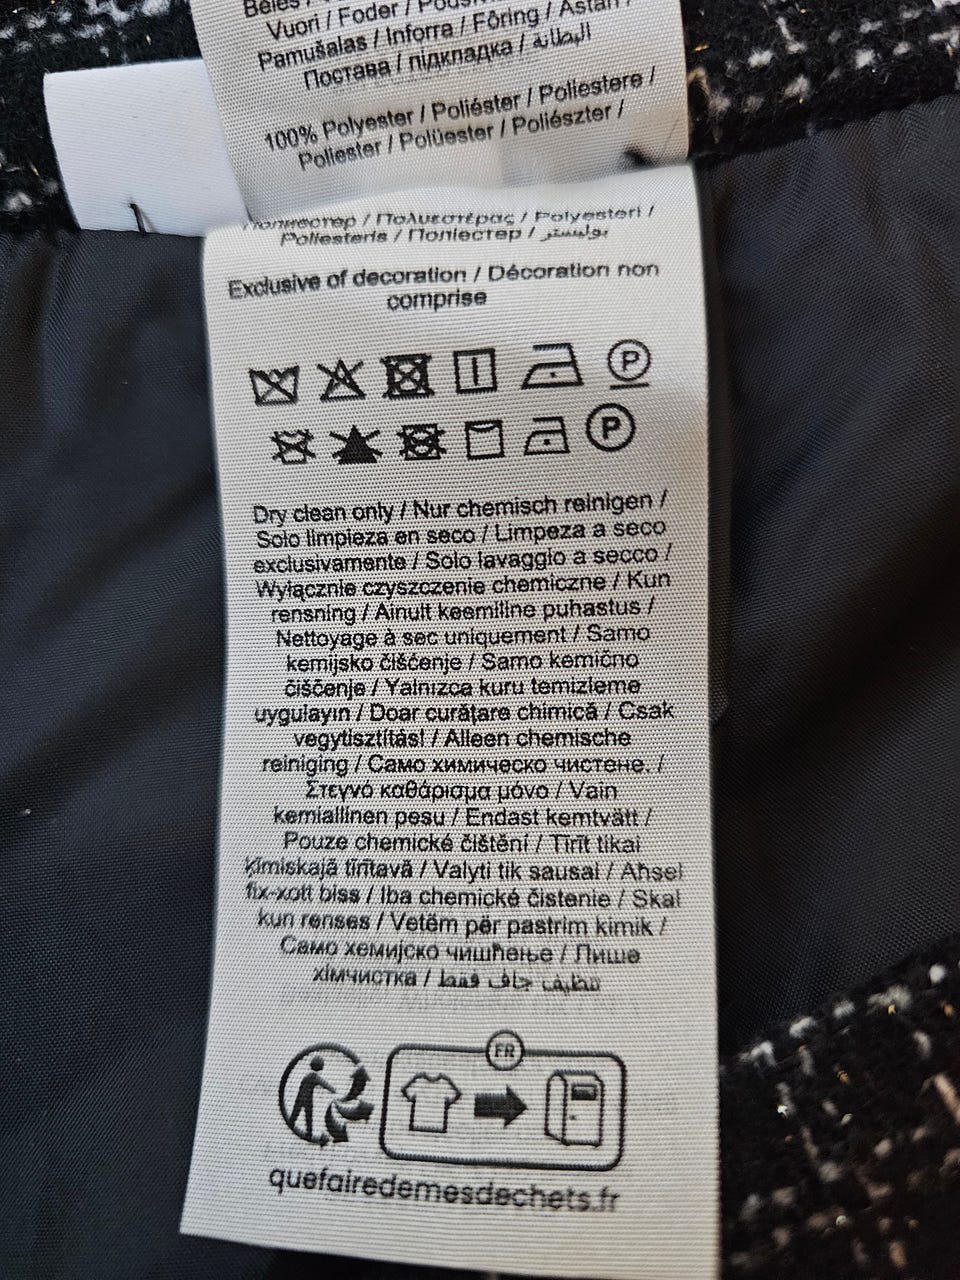 Vuori / Foder /
Pamušalas / Inforra / Fôring / Astari /
Постава / підкладка / البطانة
100% Polyester / Poliéster / Poliestere /
Poliester / Polüester / Poliészter /
Полиестер / Πολυεστέρας / Polyesteri /
Poliesteris / Поліестер / بوليستر
Exclusive of decoration / Décoration non
comprise
P
P
Dry clean only / Nur chemisch reinigen /
Solo limpieza en seco / Limpeza a seco
exclusivamente / Solo lavaggio a secco /
Wyłącznie czyszczenie chemiczne / Kun
rensning / Ainult keemiline puhastus /
Nettoyage à sec uniquement / Samo
kemijsko čišćenje / Samo kemično
čiščenje / Yalnızca kuru temizleme
uygulayın / Doar curăţare chimică / Csak
vegytisztítás! / Alleen chemische
reiniging / Само химическо чистене. /
Στεγνό καθάρισμα μόνο / Vain
kemiallinen pesu / Endast kemtvätt /
Pouze chemické čištění / Tīrīt tikai
ķīmiskajā tīrītavā / Valyti tik sausai / Aħsel
fix-xott biss / Iba chemické čistenie / Skal
kun renses / Vetëm për pastrim kimik /
Само хемијско чишћење / Лише
хімчистка / تنظيف جاف فقط
FR
quefairedemesdechets.fr